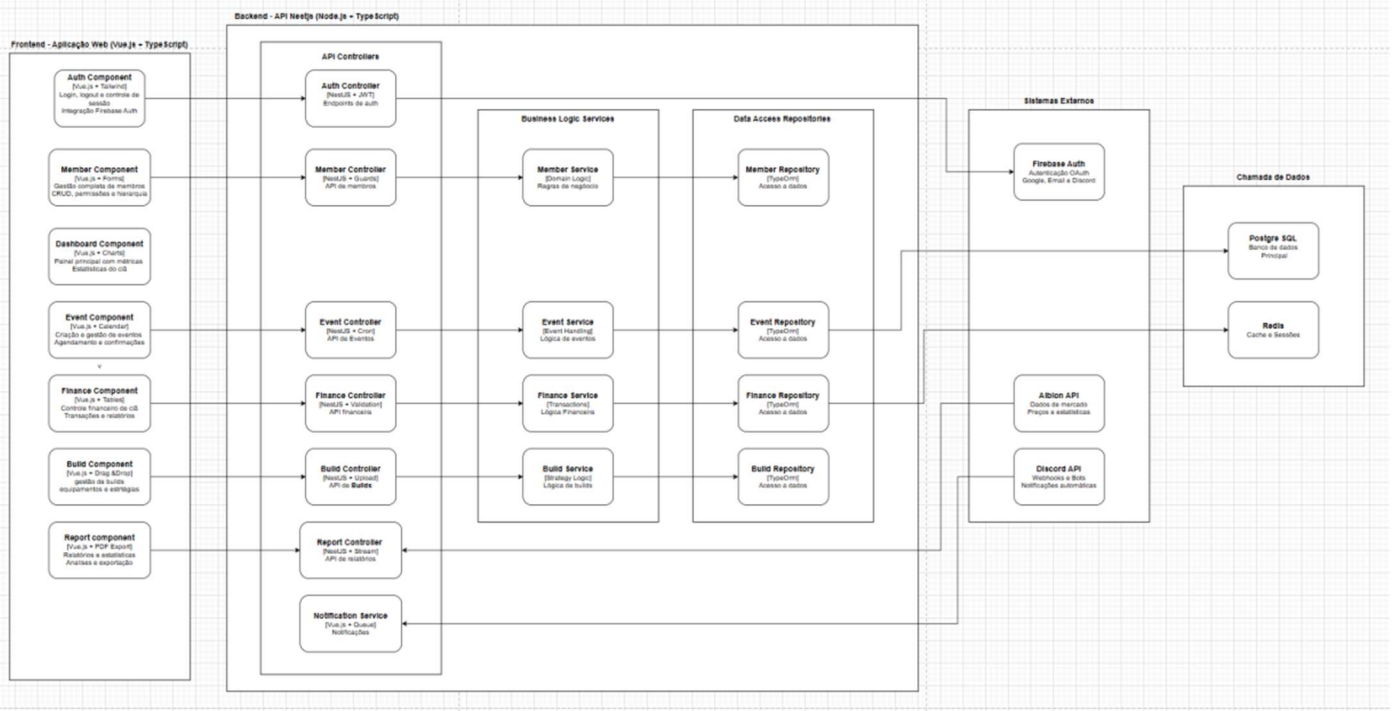 Backend - API Nestjs (Node.js + TypeScript)
Frontend - Aplicação Web (Vue.js + TypeScript)
Auth Component
[Vue.js + Tailwind]
Login, logout e controle de
sessão
Integração Firebase Auth
Member Component
[Vue.js + Forms]
Gestão completa de membros
CRUD, permissões e hierarquia
Dashboard Component
[Vue.js + Charts]
Painel principal com métricas
Estatísticas do clã
Event Component
[Vue.js + Calendar]
Criação e gestão de eventos
Agendamento e confirmações
v
Finance Component
[Vue.js + Tables]
Controle financeiro de clã
Transações e relatórios
Build Component
[Vue.js + Drag &Drop]
gestão de builds
equipamentos e estrtégias
Report component
[Vue.js + PDF Export]
Relatórios e estatísticas
Analises e exportação
API Controllers
Auth Controller
[NestJS + JWT]
Endpoints de auth
Member Controller
[NestJS + Guards]
API de membros
Event Controller
[NestJS + Cron]
API de Eventos
Finance Controller
[NestJS + Validation]
API financeira
Build Controller
[NestJS + Upload]
API de Builds
Report Controller
[NestJS + Stream]
API de relatórios
Notification Service
[Vue.js + Queue]
Notificações
Business Logic Services
Member Service
[Domain Logic]
Regras de negócio
Event Service
[Event Handling]
Lógica de eventos
Finance Service
[Transactions]
Lógica Financeira
Build Service
[Strategy Logic]
Lógica de builds
Data Access Repositories
Member Repository
[TypeOrm]
Acesso a dados
Event Repository
[TypeOrm]
Acesso a dados
Finance Repository
[TypeOrm]
Acesso a dados
Build Repository
[TypeOrm]
Acesso a dados
Sistemas Externos
Firebase Auth
Autenticação OAuth
Google, Email e Discord
Albion API
Dados de mercado
Preços e estatísticas
Discord API
Webhooks e Bots
Notificações automáticas
Chamada de Dados
Postgre SQL
Banco de dados
Principal
Redis
Cache e Sessões